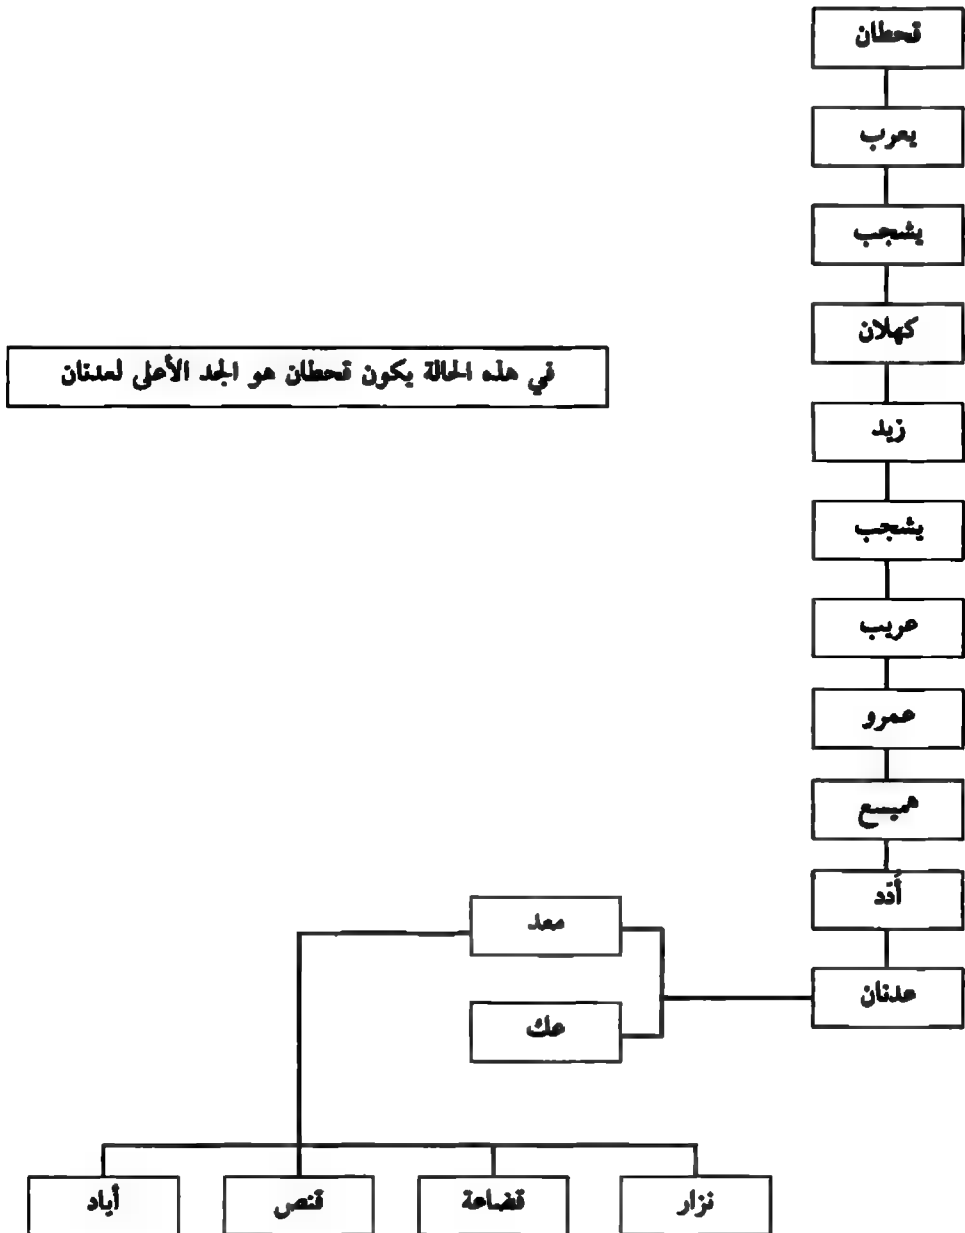 قحطان
يعرب
يشجب
كهلان
في هذه الحالة يكون قحطان هو الجد الأعلى لعدنان
زيد
يشجب
عريب
عمرو
هميسع
أُدَد
معد
عدنان
عك
نزار
قضاعة
قنص
أياد